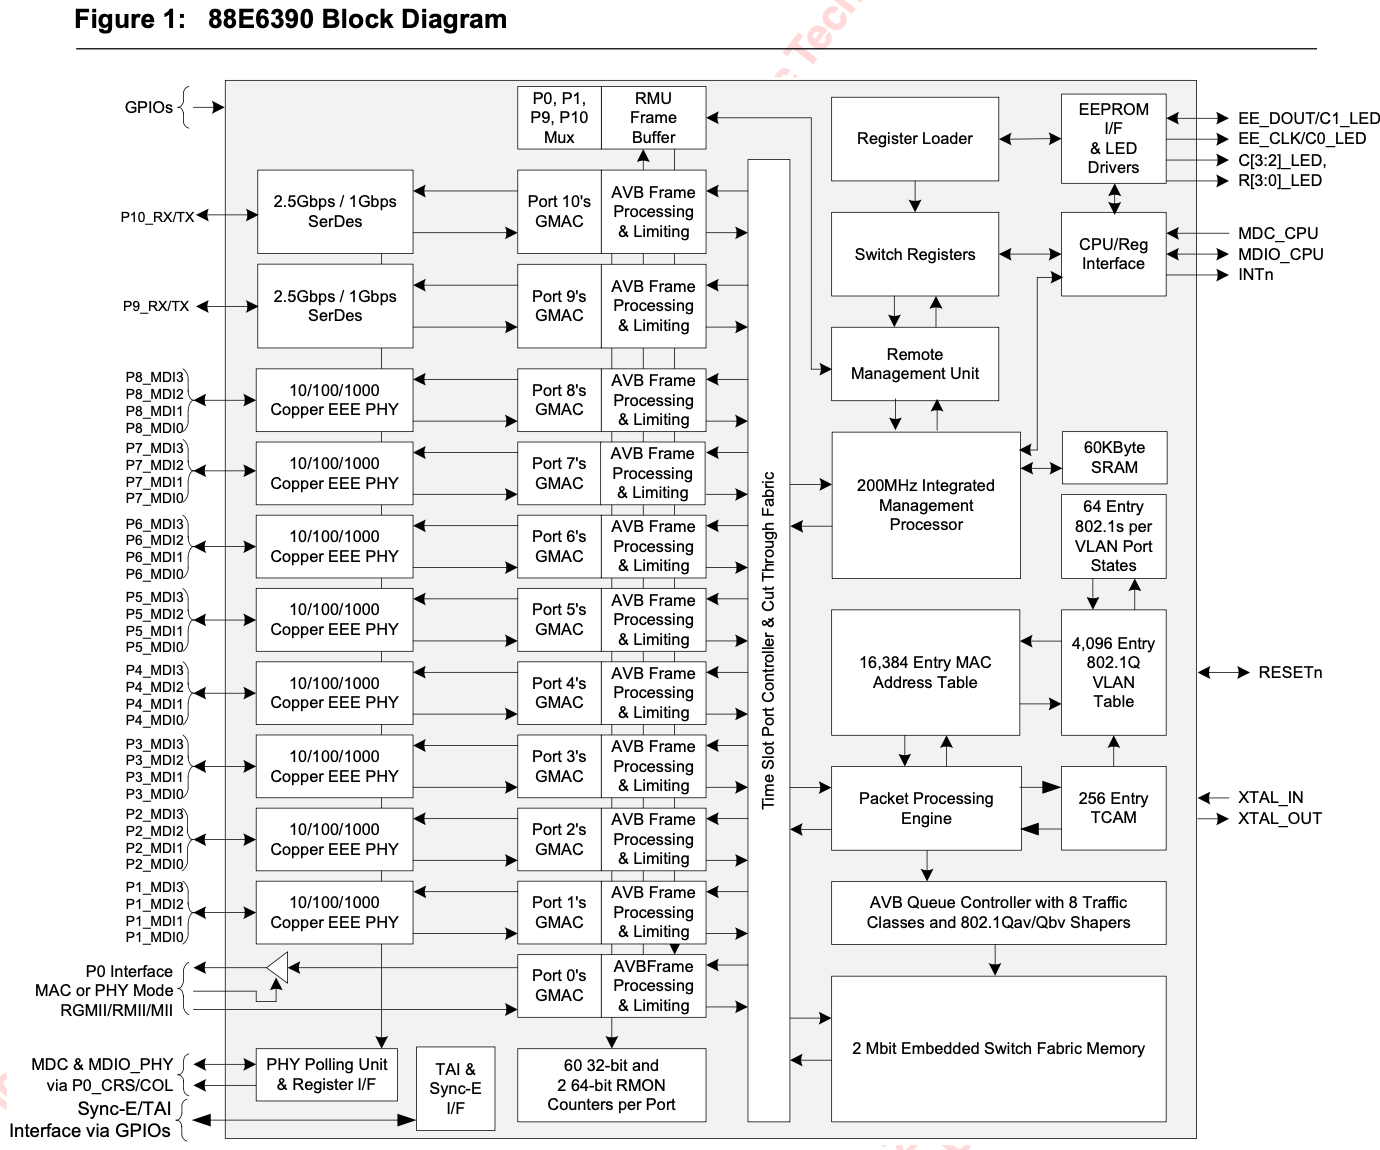 Figure 1: 88E6390 Block Diagram
c Tech
GPIOs
P0, P1,
P9, P10
Mux
RMU
Frame
Buffer
Register Loader
EEPROM
I/F
& LED
Drivers
EE_DOUT/C1_LED
EE_CLK/C0_LED
C[3:2]_LED,
R[3:0]_LED
P10_RX/TX
2.5Gbps / 1Gbps
SerDes
Port 10's
GMAC
AVB Frame
Processing
& Limiting
Switch Registers
CPU/Reg
Interface
MDC_CPU
MDIO_CPU
INTn
P9_RX/TX
2.5Gbps / 1Gbps
SerDes
Port 9's
GMAC
AVB Frame
Processing
& Limiting
Remote
Management Unit
P8_MDI3
P8_MDI2
P8_MDI1
P8_MDI0
10/100/1000
Copper EEE PHY
Port 8's
GMAC
AVB Frame
Processing
& Limiting
P7_MDI3
P7_MDI2
P7_MDI1
P7_MDI0
10/100/1000
Copper EEE PHY
Port 7's
GMAC
AVB Frame
Processing
& Limiting
Time Slot Port Controller & Cut Through Fabric
200MHz Integrated
Management
Processor
60KByte
SRAM
64 Entry
802.1s per
VLAN Port
States
P6_MDI3
P6_MDI2
P6_MDI1
P6_MDI0
10/100/1000
Copper EEE PHY
Port 6's
GMAC
AVB Frame
Processing
& Limiting
P5_MDI3
P5_MDI2
P5_MDI1
P5_MDI0
10/100/1000
Copper EEE PHY
Port 5's
GMAC
AVB Frame
Processing
& Limiting
16,384 Entry MAC
Address Table
4,096 Entry
802.1Q
VLAN
Table
RESETn
P4_MDI3
P4_MDI2
P4_MDI1
P4_MDI0
10/100/1000
Copper EEE PHY
Port 4's
GMAC
AVB Frame
Processing
& Limiting
P3_MDI3
P3_MDI2
P3_MDI1
P3_MDI0
10/100/1000
Copper EEE PHY
Port 3's
GMAC
AVB Frame
Processing
& Limiting
Packet Processing
Engine
256 Entry
TCAM
XTAL_IN
XTAL_OUT
P2_MDI3
P2_MDI2
P2_MDI1
P2_MDI0
10/100/1000
Copper EEE PHY
Port 2's
GMAC
AVB Frame
Processing
& Limiting
P1_MDI3
P1_MDI2
P1_MDI1
P1_MDI0
10/100/1000
Copper EEE PHY
Port 1's
GMAC
AVB Frame
Processing
& Limiting
AVB Queue Controller with 8 Traffic
Classes and 802.1Qav/Qbv Shapers
P0 Interface
MAC or PHY Mode
RGMII/RMII/MII
Port 0's
GMAC
AVBFrame
Processing
& Limiting
2 Mbit Embedded Switch Fabric Memory
MDC & MDIO_PHY
via P0_CRS/COL
PHY Polling Unit
& Register I/F
TAI &
Sync-E
I/F
60 32-bit and
2 64-bit RMON
Counters per Port
Sync-E/TAI
Interface via GPIOs